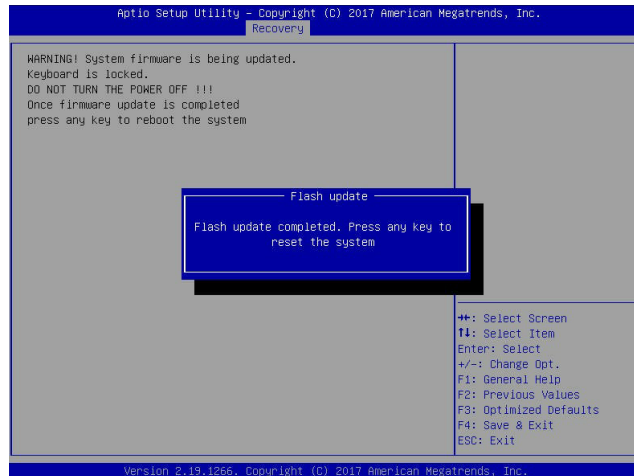 Aptio Setup Utility – Copyright (C) 2017 American Megatrends, Inc.
Recovery
WARNING! System firmware is being updated.
Keyboard is locked.
DO NOT TURN THE POWER OFF !!!
Once firmware update is completed
press any key to reboot the system
Flash update
Flash update completed. Press any key to
reset the system
→←: Select Screen
↑↓: Select Item
Enter: Select
+/-: Change Opt.
F1: General Help
F2: Previous Values
F3: Optimized Defaults
F4: Save & Exit
ESC: Exit
Version 2.19.1266. Copyright (C) 2017 American Megatrends, Inc.